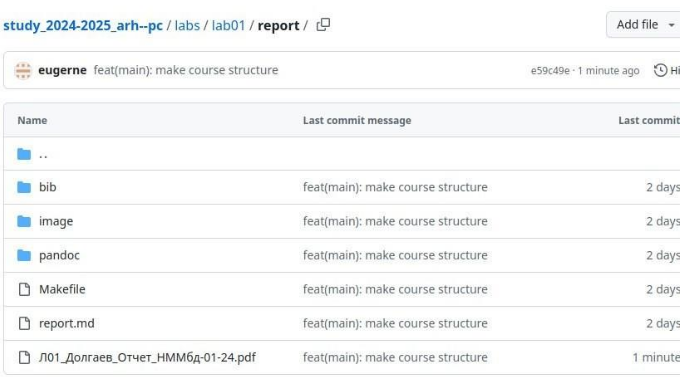 study_2024-2025_arh--pc / labs / lab01 / report /
Add file
eugerne feat(main): make course structure e59c49e · 1 minute ago Hi
Name Last commit message Last commit
..
bib feat(main): make course structure 2 days
image feat(main): make course structure 2 days
pandoc feat(main): make course structure 2 days
Makefile feat(main): make course structure 2 days
report.md feat(main): make course structure 2 days
Л01_Долгаев_Отчет_НММбд-01-24.pdf feat(main): make course structure 1 minute